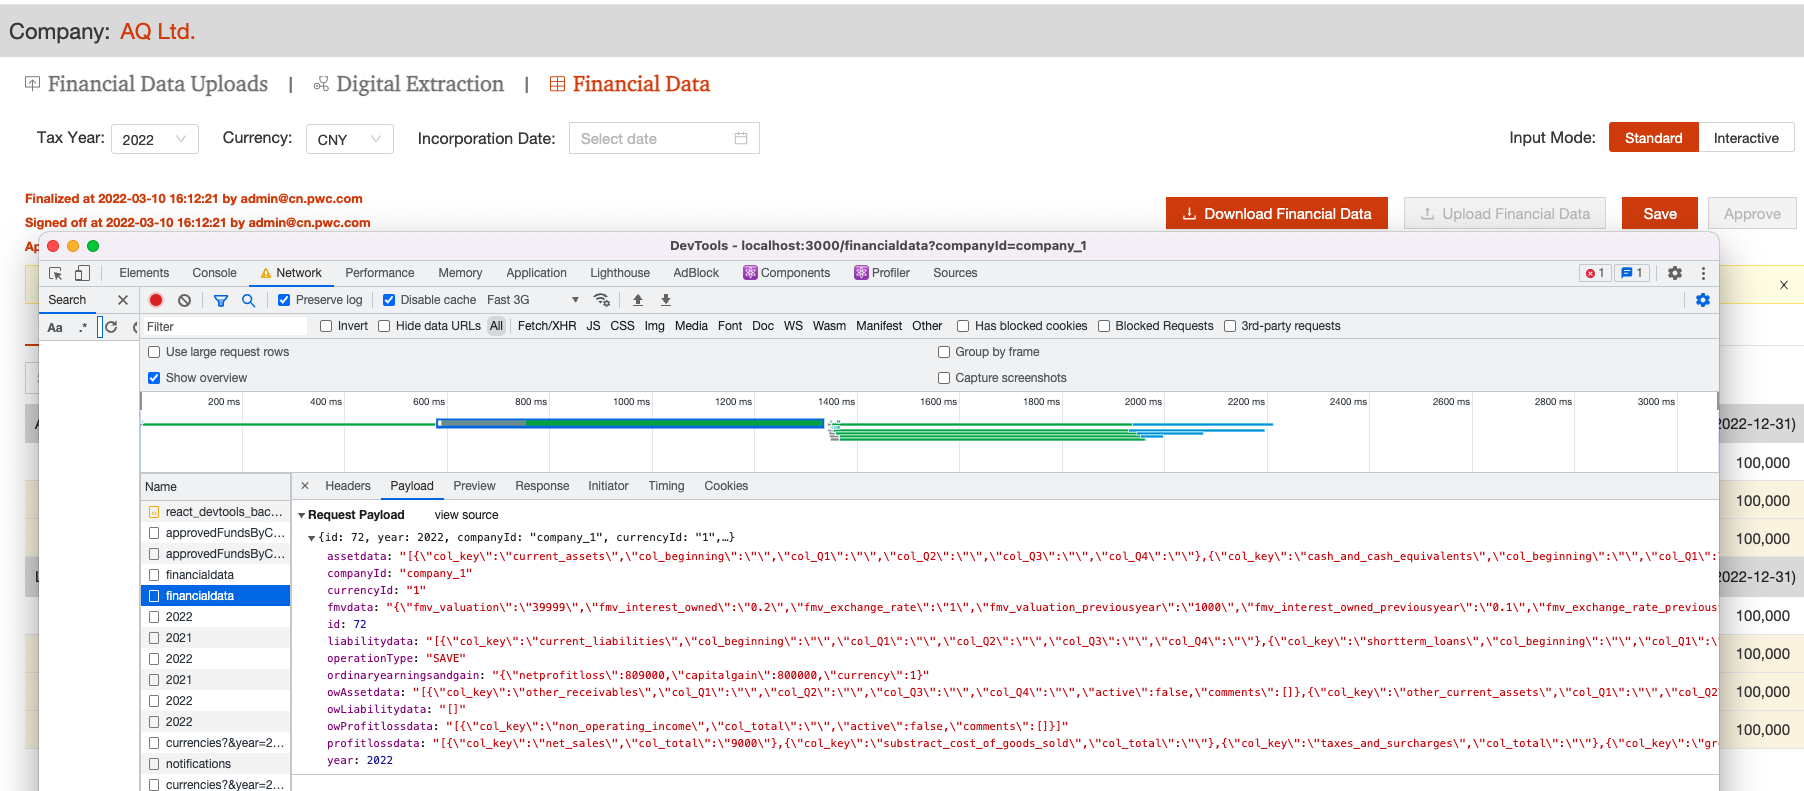 Company: AQ Ltd.
Financial Data Uploads | Digital Extraction | Financial Data
Tax Year: 2022 Currency: CNY Incorporation Date: Select date Input Mode: Standard Interactive
Finalized at 2022-03-10 16:12:21 by admin@cn.pwc.com
Signed off at 2022-03-10 16:12:21 by admin@cn.pwc.com
Download Financial Data Upload Financial Data Save Approve
Ap
DevTools - localhost:3000/financialdata?companyId=company_1
Elements Console Network Performance Memory Application Lighthouse AdBlock Components Profiler Sources 1 1
Search Preserve log Disable cache Fast 3G
Aa .* Filter Invert Hide data URLs All Fetch/XHR JS CSS Img Media Font Doc WS Wasm Manifest Other Has blocked cookies Blocked Requests 3rd-party requests
Use large request rows Group by frame
Show overview Capture screenshots
200 ms 400 ms 600 ms 800 ms 1000 ms 1200 ms 1400 ms 1600 ms 1800 ms 2000 ms 2200 ms 2400 ms 2600 ms 2800 ms 3000 ms
2022-12-31)
100,000
100,000
100,000
2022-12-31)
100,000
100,000
100,000
100,000
Name
react_devtools_bac...
approvedFundsByC...
approvedFundsByC...
financialdata
financialdata
2022
2021
2022
2021
2022
2022
currencies?&year=2...
notifications
currencies?&year=2...
Headers Payload Preview Response Initiator Timing Cookies
Request Payload view source
{id: 72, year: 2022, companyId: "company_1", currencyId: "1",…}
assetdata: "[{\"col_key\":\"current_assets\",\"col_beginning\":\"\",\"col_Q1\":\"\",\"col_Q2\":\"\",\"col_Q3\":\"\",\"col_Q4\":\"\"},{\"col_key\":\"cash_and_cash_equivalents\",\"col_beginning\":\"\",\"col_Q1\":
companyId: "company_1"
currencyId: "1"
fmvdata: "{\"fmv_valuation\":\"39999\",\"fmv_interest_owned\":\"0.2\",\"fmv_exchange_rate\":\"1\",\"fmv_valuation_previousyear\":\"1000\",\"fmv_interest_owned_previousyear\":\"0.1\",\"fmv_exchange_rate_previous
id: 72
liabilitydata: "[{\"col_key\":\"current_liabilities\",\"col_beginning\":\"\",\"col_Q1\":\"\",\"col_Q2\":\"\",\"col_Q3\":\"\",\"col_Q4\":\"\"},{\"col_key\":\"shortterm_loans\",\"col_beginning\":\"\",\"col_Q1\":\"\
operationType: "SAVE"
ordinaryearningsandgain: "{\"netprofitloss\":809000,\"capitalgain\":800000,\"currency\":1}"
owAssetdata: "[{\"col_key\":\"other_receivables\",\"col_Q1\":\"\",\"col_Q2\":\"\",\"col_Q3\":\"\",\"col_Q4\":\"\",\"active\":false,\"comments\":[]},{\"col_key\":\"other_current_assets\",\"col_Q1\":\"\",\"col_Q2
owLiabilitydata: "[]"
owProfitlossdata: "[{\"col_key\":\"non_operating_income\",\"col_total\":\"\",\"active\":false,\"comments\":[]}]"
profitlossdata: "[{\"col_key\":\"net_sales\",\"col_total\":\"9000\"},{\"col_key\":\"substract_cost_of_goods_sold\",\"col_total\":\"\"},{\"col_key\":\"taxes_and_surcharges\",\"col_total\":\"\"},{\"col_key\":\"gr
year: 2022